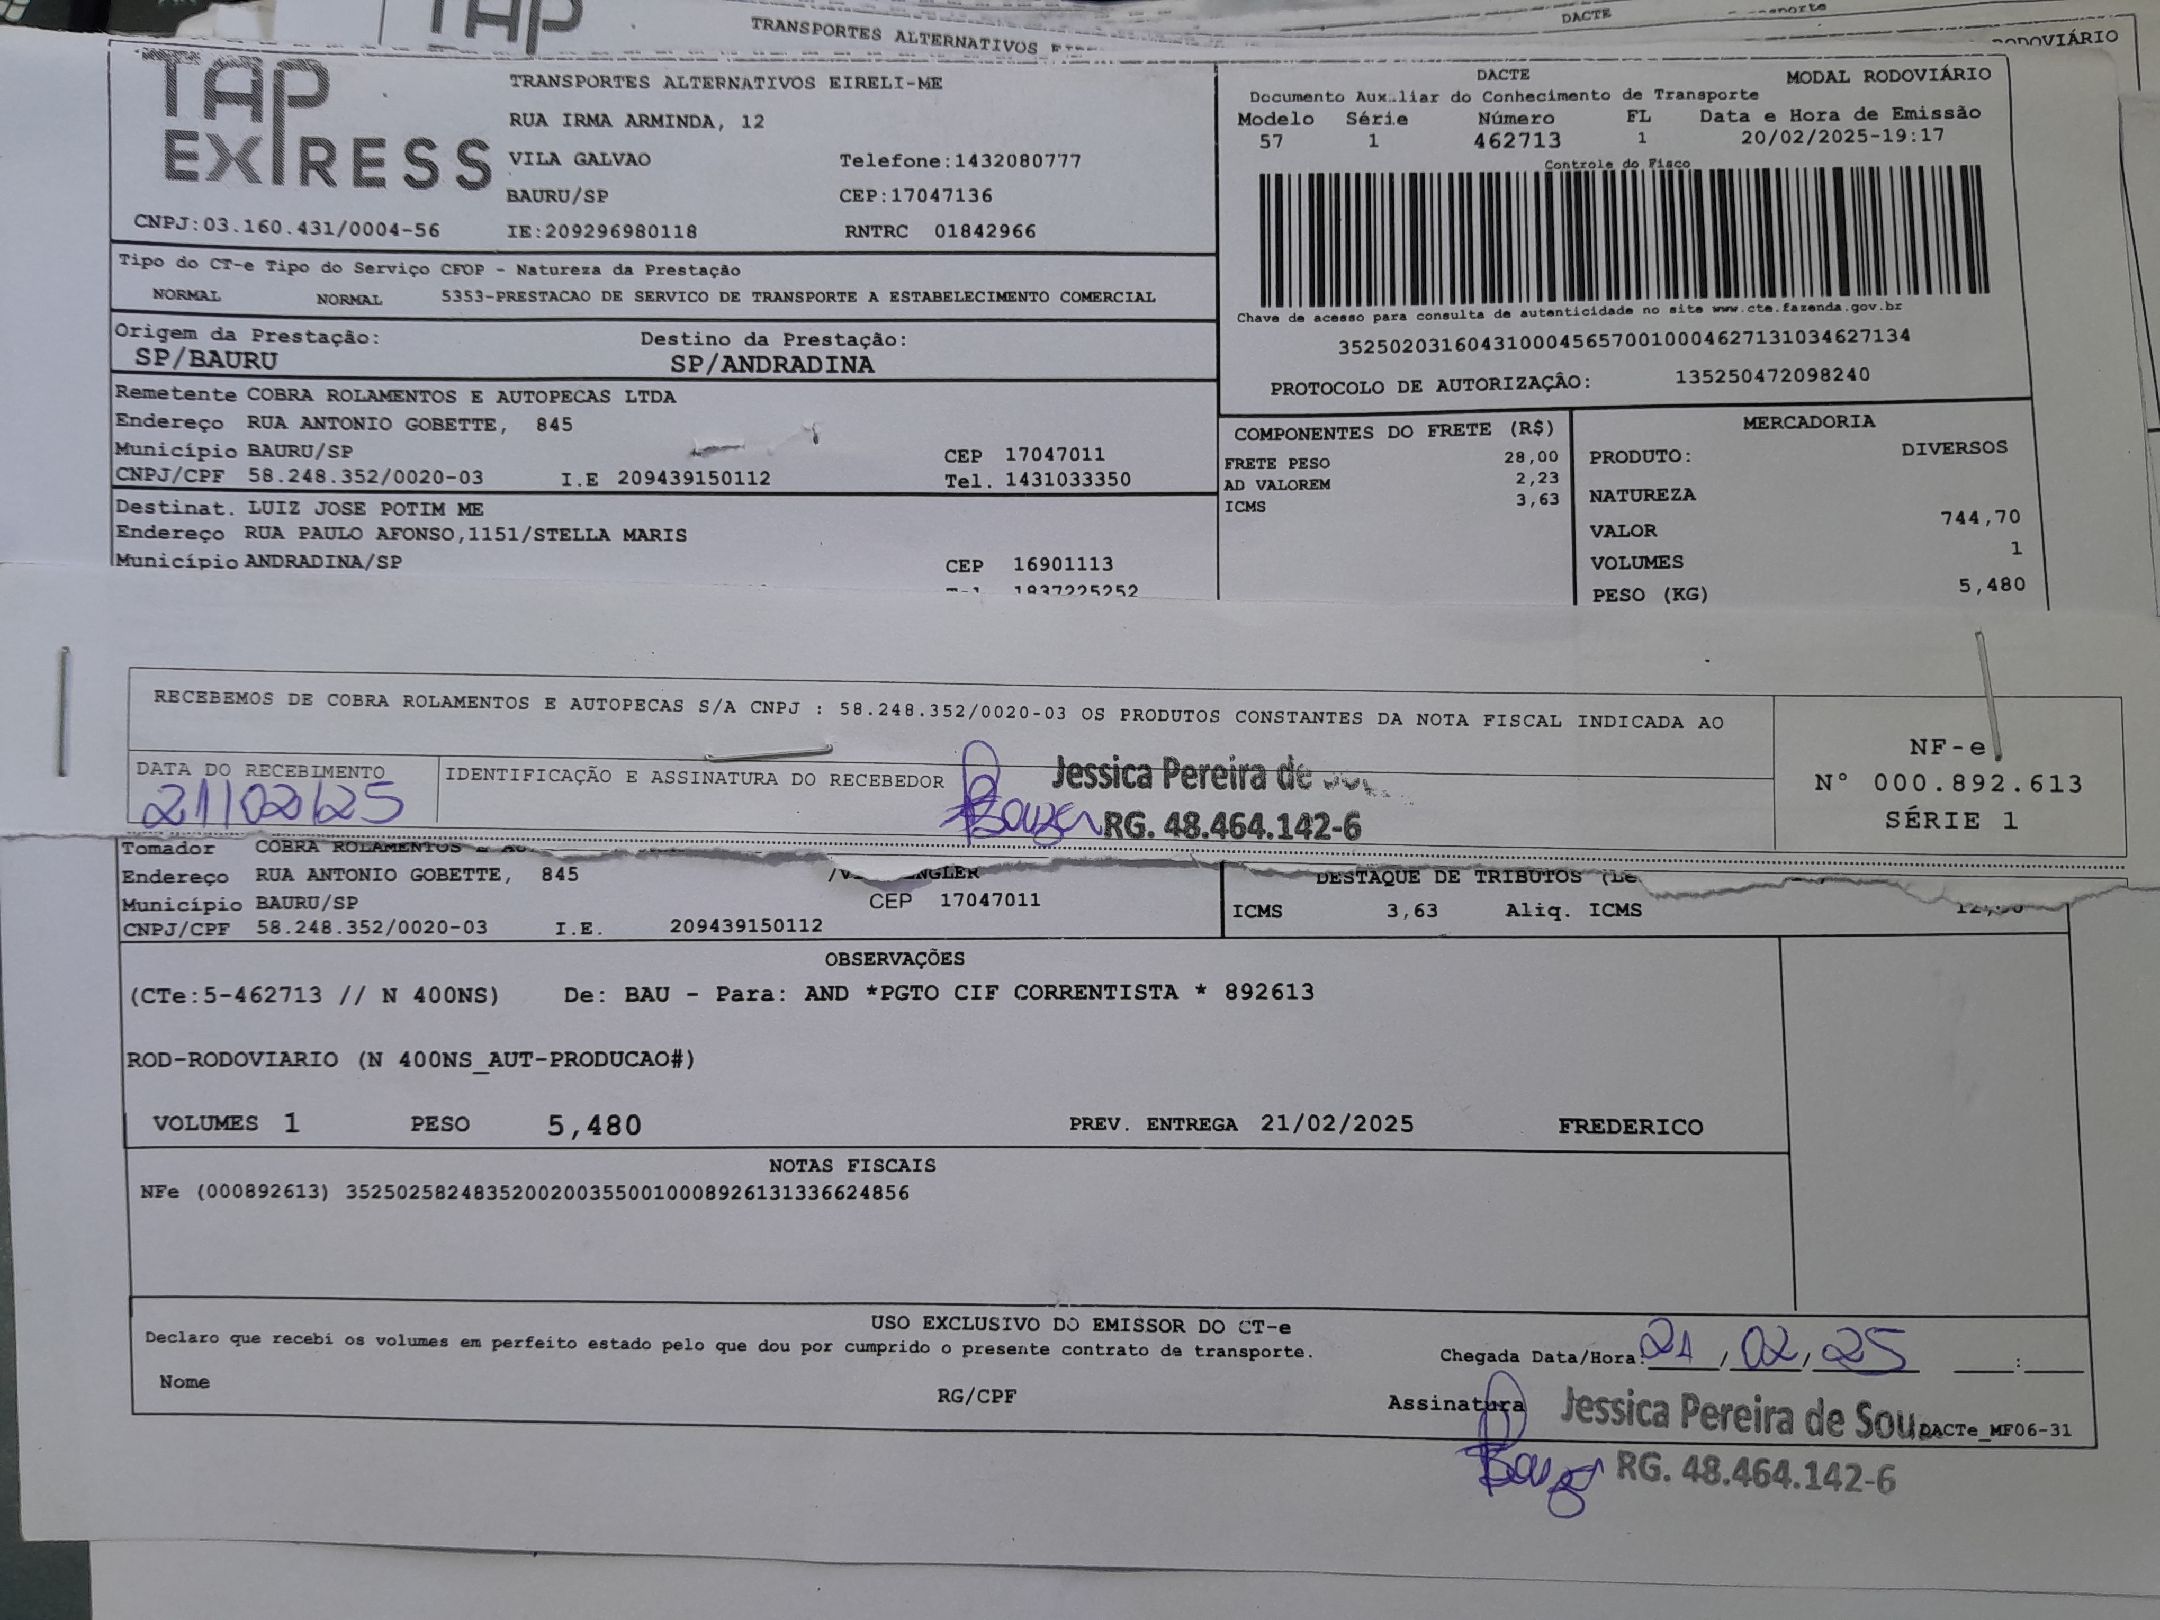 TAP
TRANSPORTES ALTERNATIVOS
DACTE
RODOVIÁRIO
TAP
EXPRESS
TRANSPORTES ALTERNATIVOS EIRELI-ME
RUA IRMA ARMINDA, 12
VILA GALVAO Telefone:1432080777
BAURU/SP CEP:17047136
CNPJ:03.160.431/0004-56 IE:209296980118 RNTRC 01842966
DACTE MODAL RODOVIÁRIO
Documento Auxiliar do Conhecimento de Transporte
Modelo Série Número FL Data e Hora de Emissão
57 1 462713 1 20/02/2025-19:17
Controle do Fisco
Chave de acesso para consulta de autenticidade no site www.cte.fazenda.gov.br
35250203160431000456570010004627131034627134
PROTOCOLO DE AUTORIZAÇÃO: 135250472098240
Tipo do CT-e Tipo do Serviço CFOP - Natureza da Prestação
NORMAL NORMAL 5353-PRESTACAO DE SERVICO DE TRANSPORTE A ESTABELECIMENTO COMERCIAL
Origem da Prestação: Destino da Prestação:
SP/BAURU SP/ANDRADINA
Remetente COBRA ROLAMENTOS E AUTOPECAS LTDA
Endereço RUA ANTONIO GOBETTE, 845
Município BAURU/SP CEP 17047011
CNPJ/CPF 58.248.352/0020-03 I.E 209439150112 Tel. 1431033350
Destinat. LUIZ JOSE POTIM ME
Endereço RUA PAULO AFONSO,1151/STELLA MARIS
Município ANDRADINA/SP CEP 16901113
1837225252
COMPONENTES DO FRETE (R$)
FRETE PESO 28,00
AD VALOREM 2,23
ICMS 3,63
MERCADORIA
PRODUTO: DIVERSOS
NATUREZA
VALOR 744,70
VOLUMES 1
PESO (KG) 5,480
RECEBEMOS DE COBRA ROLAMENTOS E AUTOPECAS S/A CNPJ : 58.248.352/0020-03 OS PRODUTOS CONSTANTES DA NOTA FISCAL INDICADA AO
DATA DO RECEBIMENTO IDENTIFICAÇÃO E ASSINATURA DO RECEBEDOR
21/02/25
Jessica Pereira de
RG. 48.464.142-6
NF-e
N° 000.892.613
SÉRIE 1
Tomador COBRA ROLAMENTOS E
Endereço RUA ANTONIO GOBETTE, 845
Município BAURU/SP CEP 17047011
CNPJ/CPF 58.248.352/0020-03 I.E. 209439150112
DESTAQUE DE TRIBUTOS
ICMS 3,63 Aliq. ICMS
OBSERVAÇÕES
(CTe:5-462713 // N 400NS) De: BAU - Para: AND *PGTO CIF CORRENTISTA * 892613
ROD-RODOVIARIO (N 400NS_AUT-PRODUCAO#)
VOLUMES 1 PESO 5,480 PREV. ENTREGA 21/02/2025 FREDERICO
NOTAS FISCAIS
NFe (000892613) 35250258248352002003550010008926131336624856
USO EXCLUSIVO DO EMISSOR DO CT-e
Declaro que recebi os volumes em perfeito estado pelo que dou por cumprido o presente contrato de transporte.
Chegada Data/Hora: 21/02/25 :
Nome RG/CPF Assinatura
Jessica Pereira de Sou
DACTe_MF06-31
RG. 48.464.142-6